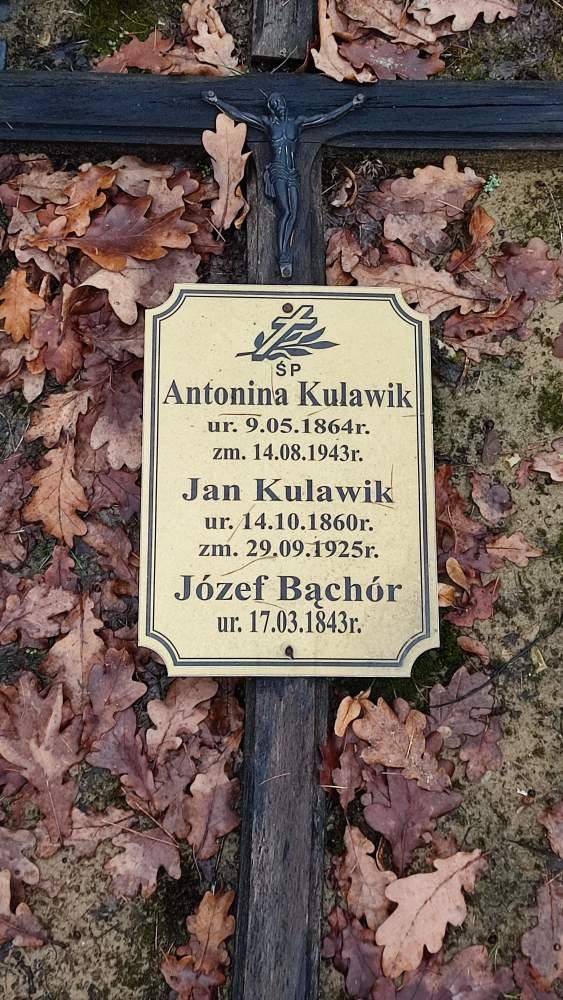 ŚP
Antonina Kulawik
ur. 9.05.1864r.
zm. 14.08.1943r.
Jan Kulawik
ur. 14.10.1860r.
zm. 29.09.1925r.
Józef Bąchór
ur. 17.03.1843r.